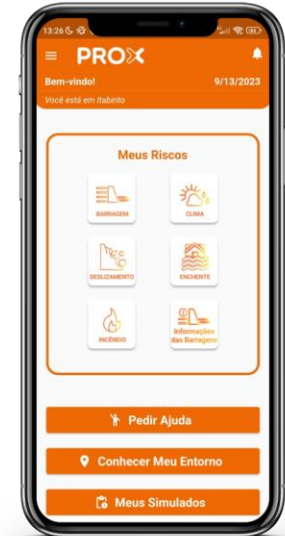 13:26
PROX
Bem-vindo! 9/13/2023
Você está em Itabirito
Meus Riscos
BARRAGEM CLIMA
DESLIZAMENTO ENCHENTE
INCÊNDIO Informações
das Barragens
Pedir Ajuda
Conhecer Meu Entorno
Meus Simulados